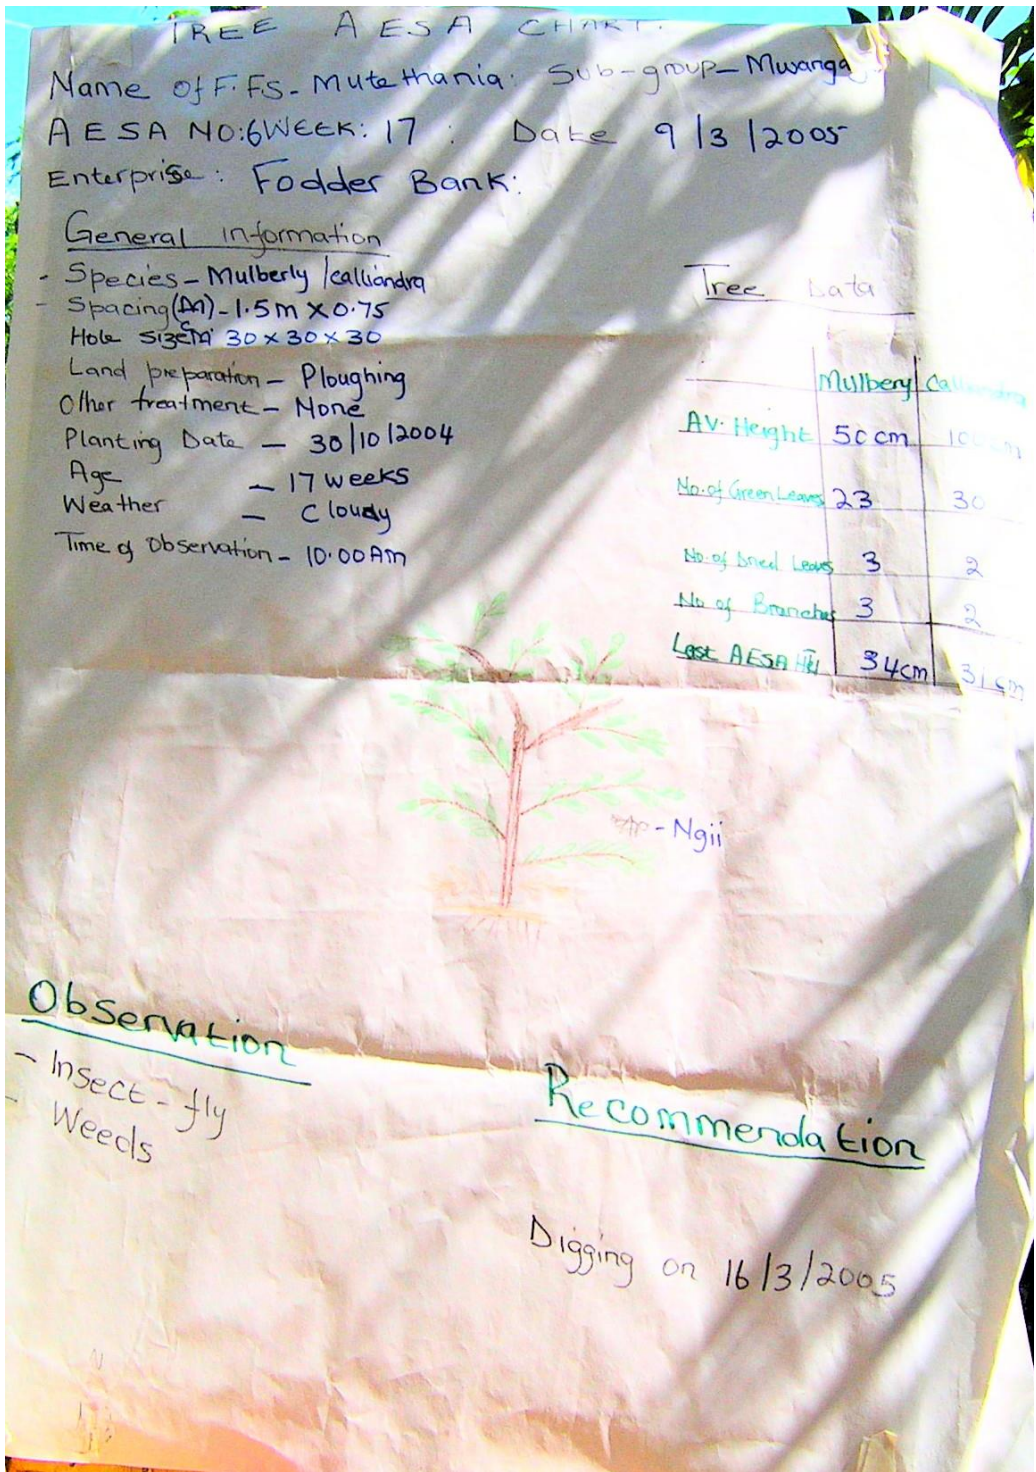 TREE AESA CHART.
Name of F.FS - Mutethania: Sub-group - Mwanga
AESA NO:6 WEEK: 17 : Date 9/3/2005
Enterprise: Fodder Bank:
General information
- Species - Mulberly /calliandra
- Spacing(M) - 1.5m x 0.75
Hole size cm 30 x 30 x 30
Land preparation - Ploughing
Other treatment - None
Planting Date - 30/10/2004
Age - 17 weeks
Weather - Cloudy
Time of Observation - 10.00Am
Tree Data
Mulbery Calliandra
Av. Height 50cm
No. of Green Leaves 23 30
No. of Dried Leaves 3 2
No of Branches 3 2
Last AESA Ht 34cm 31cm
- Ngii
Observation
- Insect - fly
- Weeds
Recommendation
Digging on 16/3/2005